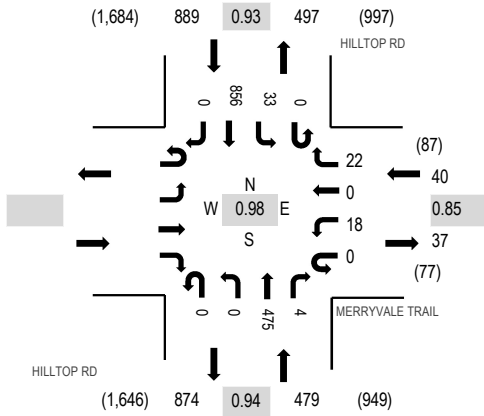 (1,684) 889 0.93 497 (997)
HILLTOP RD
0 856 33 0
(87)
22
40
0
N
W 0.98 E
0.85
S
18
37
0
(77)
0 0 475 4
MERRYVALE TRAIL
HILLTOP RD
(1,646) 874 0.94 479 (949)